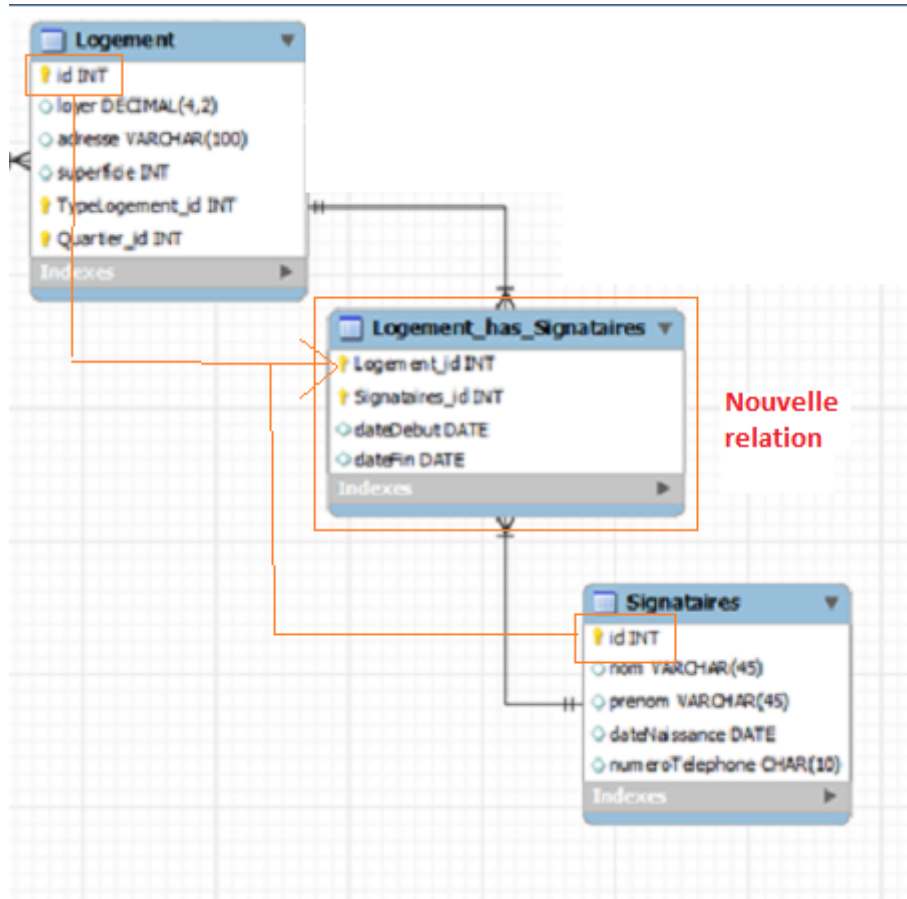 Logement
id INT
loyer DECIMAL(4,2)
adresse VARCHAR(100)
superficie INT
TypeLogement_id INT
Quartier_id INT
Indexes
Logement_has_Signataires
Logement_id INT
Signataires_id INT
dateDebut DATE
dateFin DATE
Indexes
Nouvelle
relation
Signataires
id INT
nom VARCHAR(45)
prenom VARCHAR(45)
dateNaissance DATE
numeroTelephone CHAR(10)
Indexes